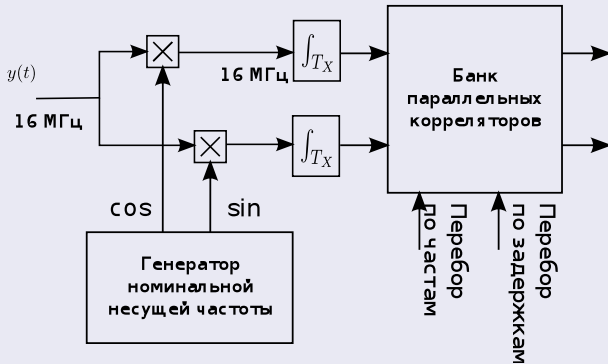 y(t)
16 МГц
16 МГц
∫T_X
∫T_X
cos
sin
Генератор
номинальной
несущей частоты
Банк
параллельных
корреляторов
Перебор
по частам
Перебор
по задержкам